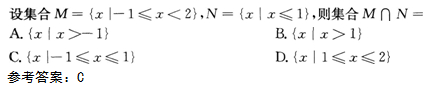 设集合 M = {x|-1⩽x<2},N = {x | x⩽1},则集合 M∩N =
A. {x | x>-1} B. {x | x>1}
C. {x|-1⩽x⩽1} D. {x | 1⩽x⩽2}
参考答案：C